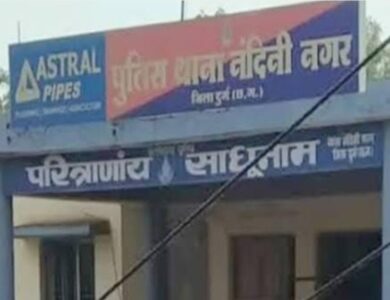 ASTRAL
PIPES
पुलिस थाना नंदिनी नगर
जिला दुर्ग (छ.ग.)
परित्राणांय साधूनाम